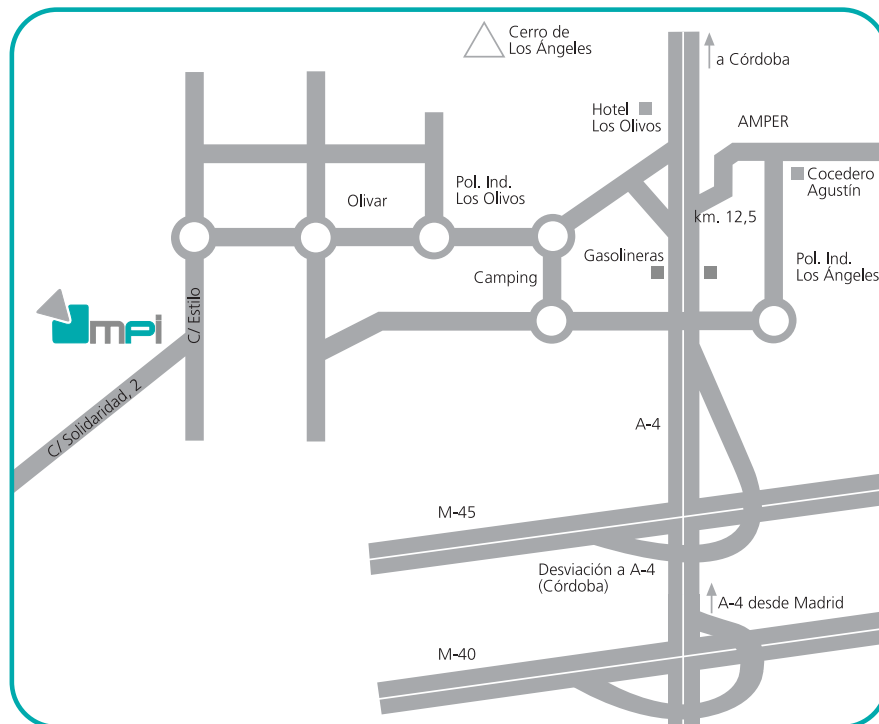 Cerro de
Los Ángeles
a Córdoba
Hotel
Los Olivos
AMPER
Cocedero
Agustín
Pol. Ind.
Los Olivos
Olivar
km. 12,5
Gasolineras
Pol. Ind.
Los Ángeles
Camping
C/ Estilo
mpi
C/ Solidaridad, 2
A-4
M-45
Desviación a A-4
(Córdoba)
A-4 desde Madrid
M-40